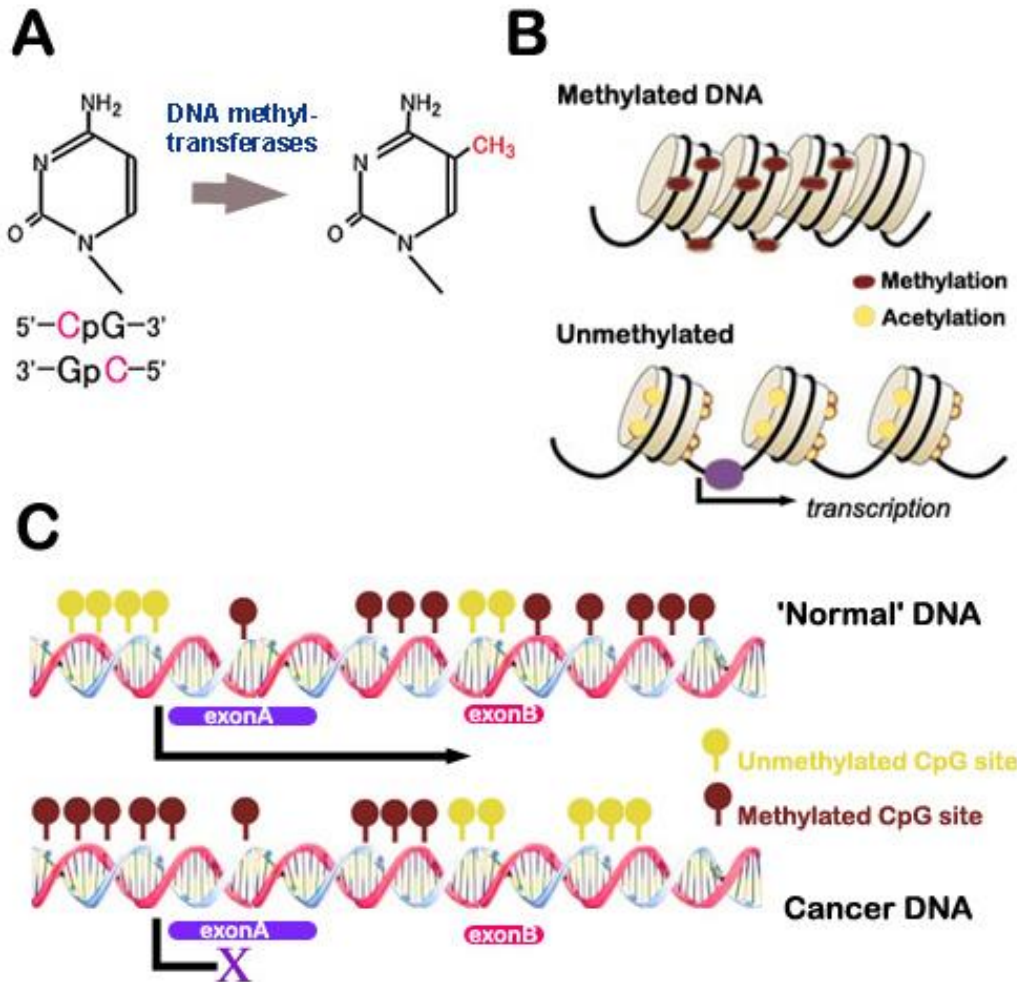 A
NH₂
N
O
N
DNA methyl-
transferases
NH₂
CH₃
N
O
N
5'-CpG-3'
3'-GpC-5'
B
Methylated DNA
Methylation
Acetylation
Unmethylated
transcription
C
'Normal' DNA
exonA
exonB
Unmethylated CpG site
Methylated CpG site
Cancer DNA
exonA
exonB
X